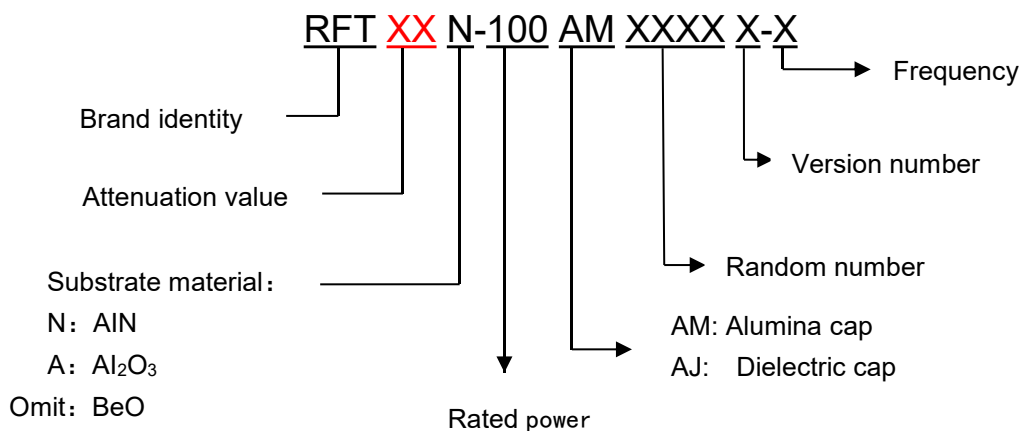 RFT XX N-100 AM XXXX X-X
Frequency
Brand identity
Version number
Attenuation value
Random number
Substrate material：
N：AlN
A：Al₂O₃
Omit：BeO
AM: Alumina cap
AJ: Dielectric cap
Rated power